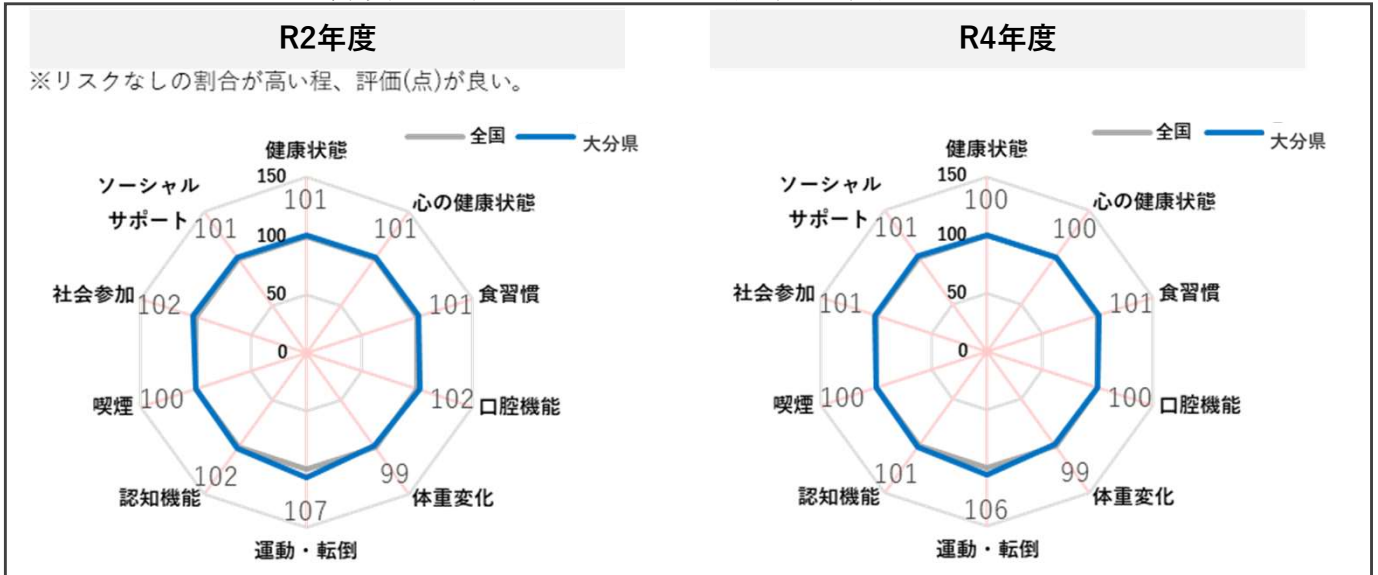 R2年度
※リスクなしの割合が高い程、評価(点)が良い。
全国
大分県
健康状態
150
101
心の健康状態
101
食習慣
101
口腔機能
102
体重変化
99
運動・転倒
107
認知機能
102
喫煙
100
社会参加
102
ソーシャル
サポート
101
100
50
0
R4年度
全国
大分県
健康状態
150
100
心の健康状態
100
食習慣
101
口腔機能
100
体重変化
99
運動・転倒
106
認知機能
101
喫煙
100
社会参加
101
ソーシャル
サポート
101
100
50
0